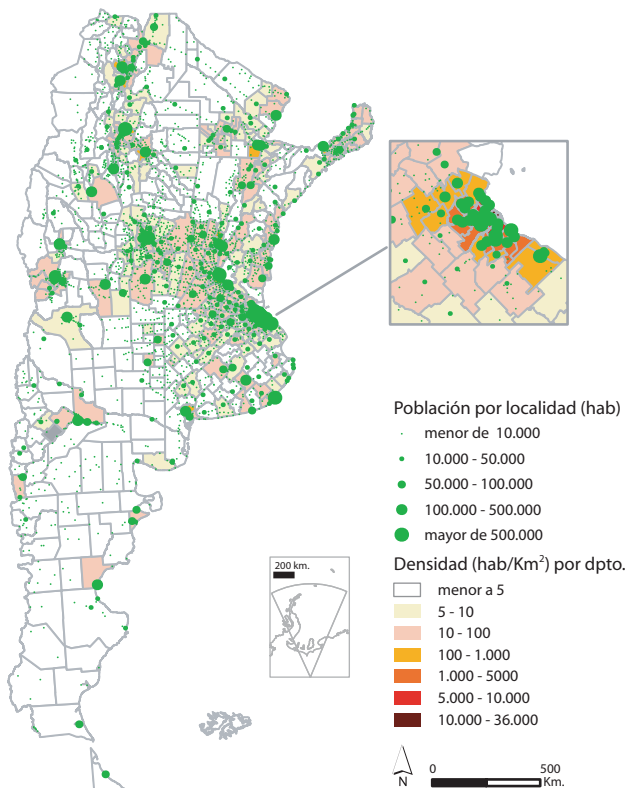 Población por localidad (hab)
menor de 10.000
10.000 - 50.000
50.000 - 100.000
100.000 - 500.000
mayor de 500.000
200 km.
Densidad (hab/Km²) por dpto.
menor a 5
5 - 10
10 - 100
100 - 1.000
1.000 - 5000
5.000 - 10.000
10.000 - 36.000
N
0 500
Km.